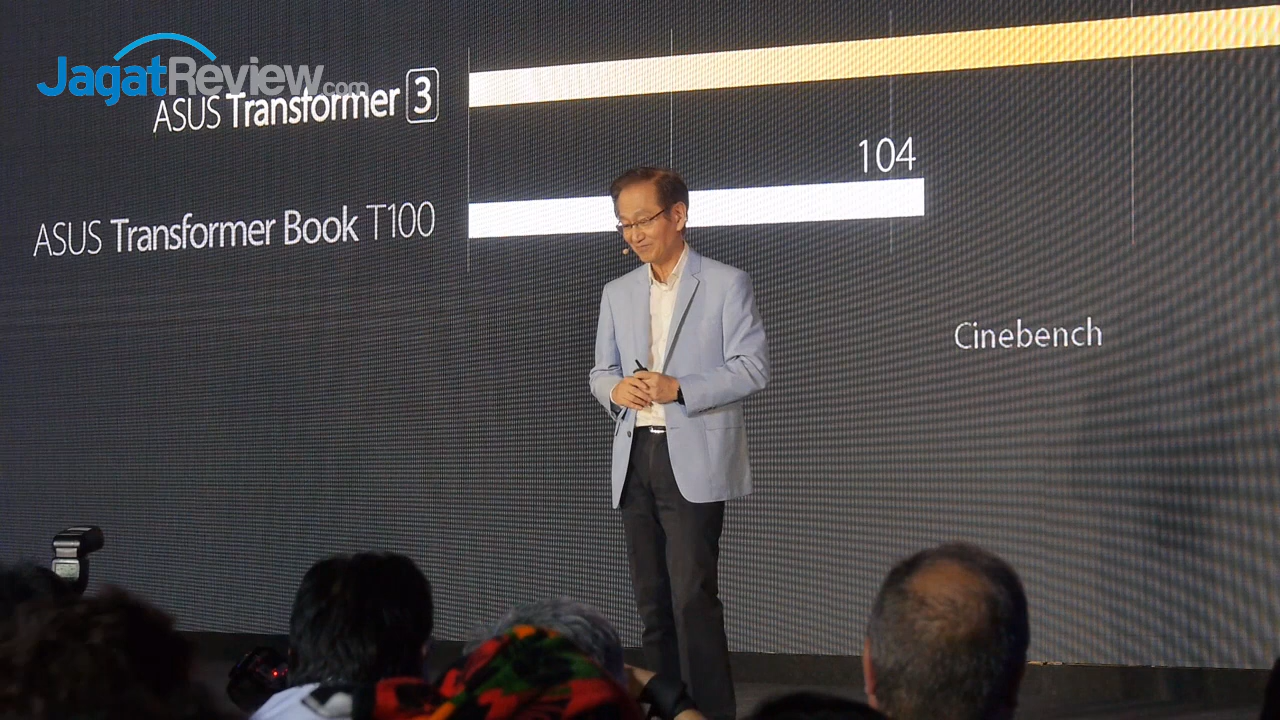 JagatReview.com
ASUS Transformer 3
104
ASUS Transformer Book T100
Cinebench